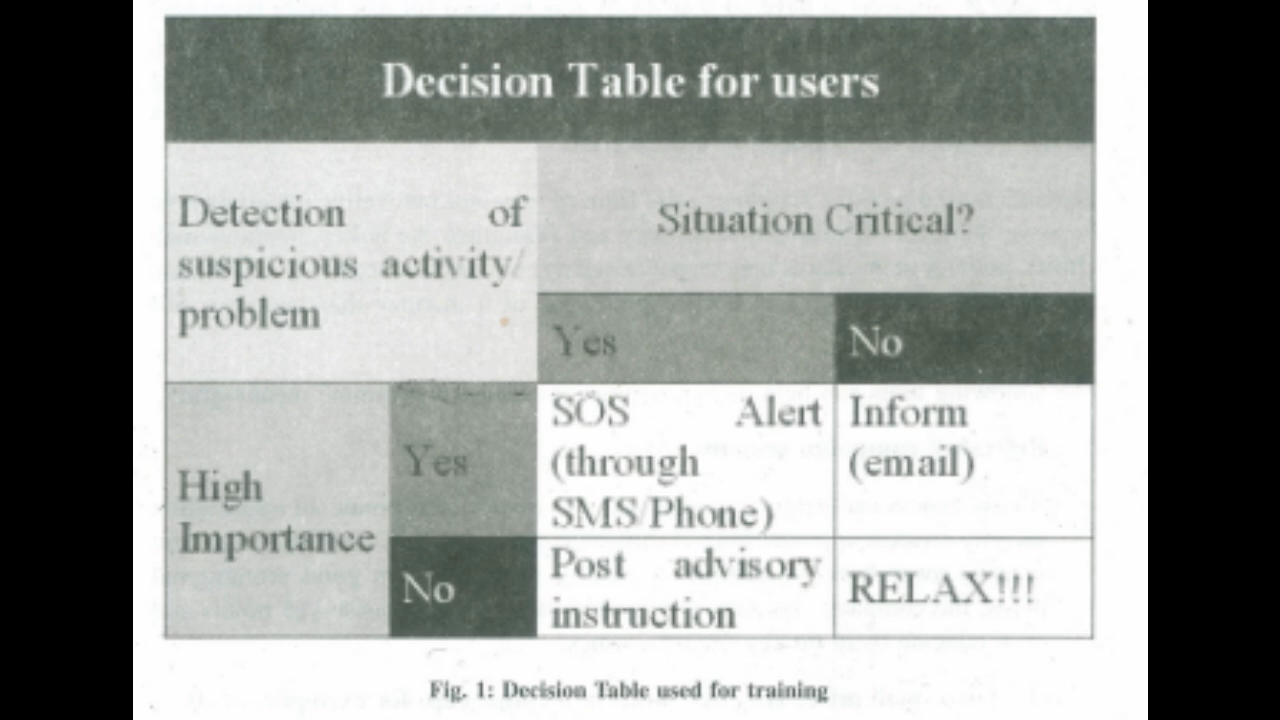 Decision Table for users
Detection of
suspicious activity/
problem
Situation Critical?
Yes
No
High
Importance
Yes
SOS Alert
(through
SMS/Phone)
Inform
(email)
No
Post advisory
instruction
RELAX!!!
Fig. 1: Decision Table used for training